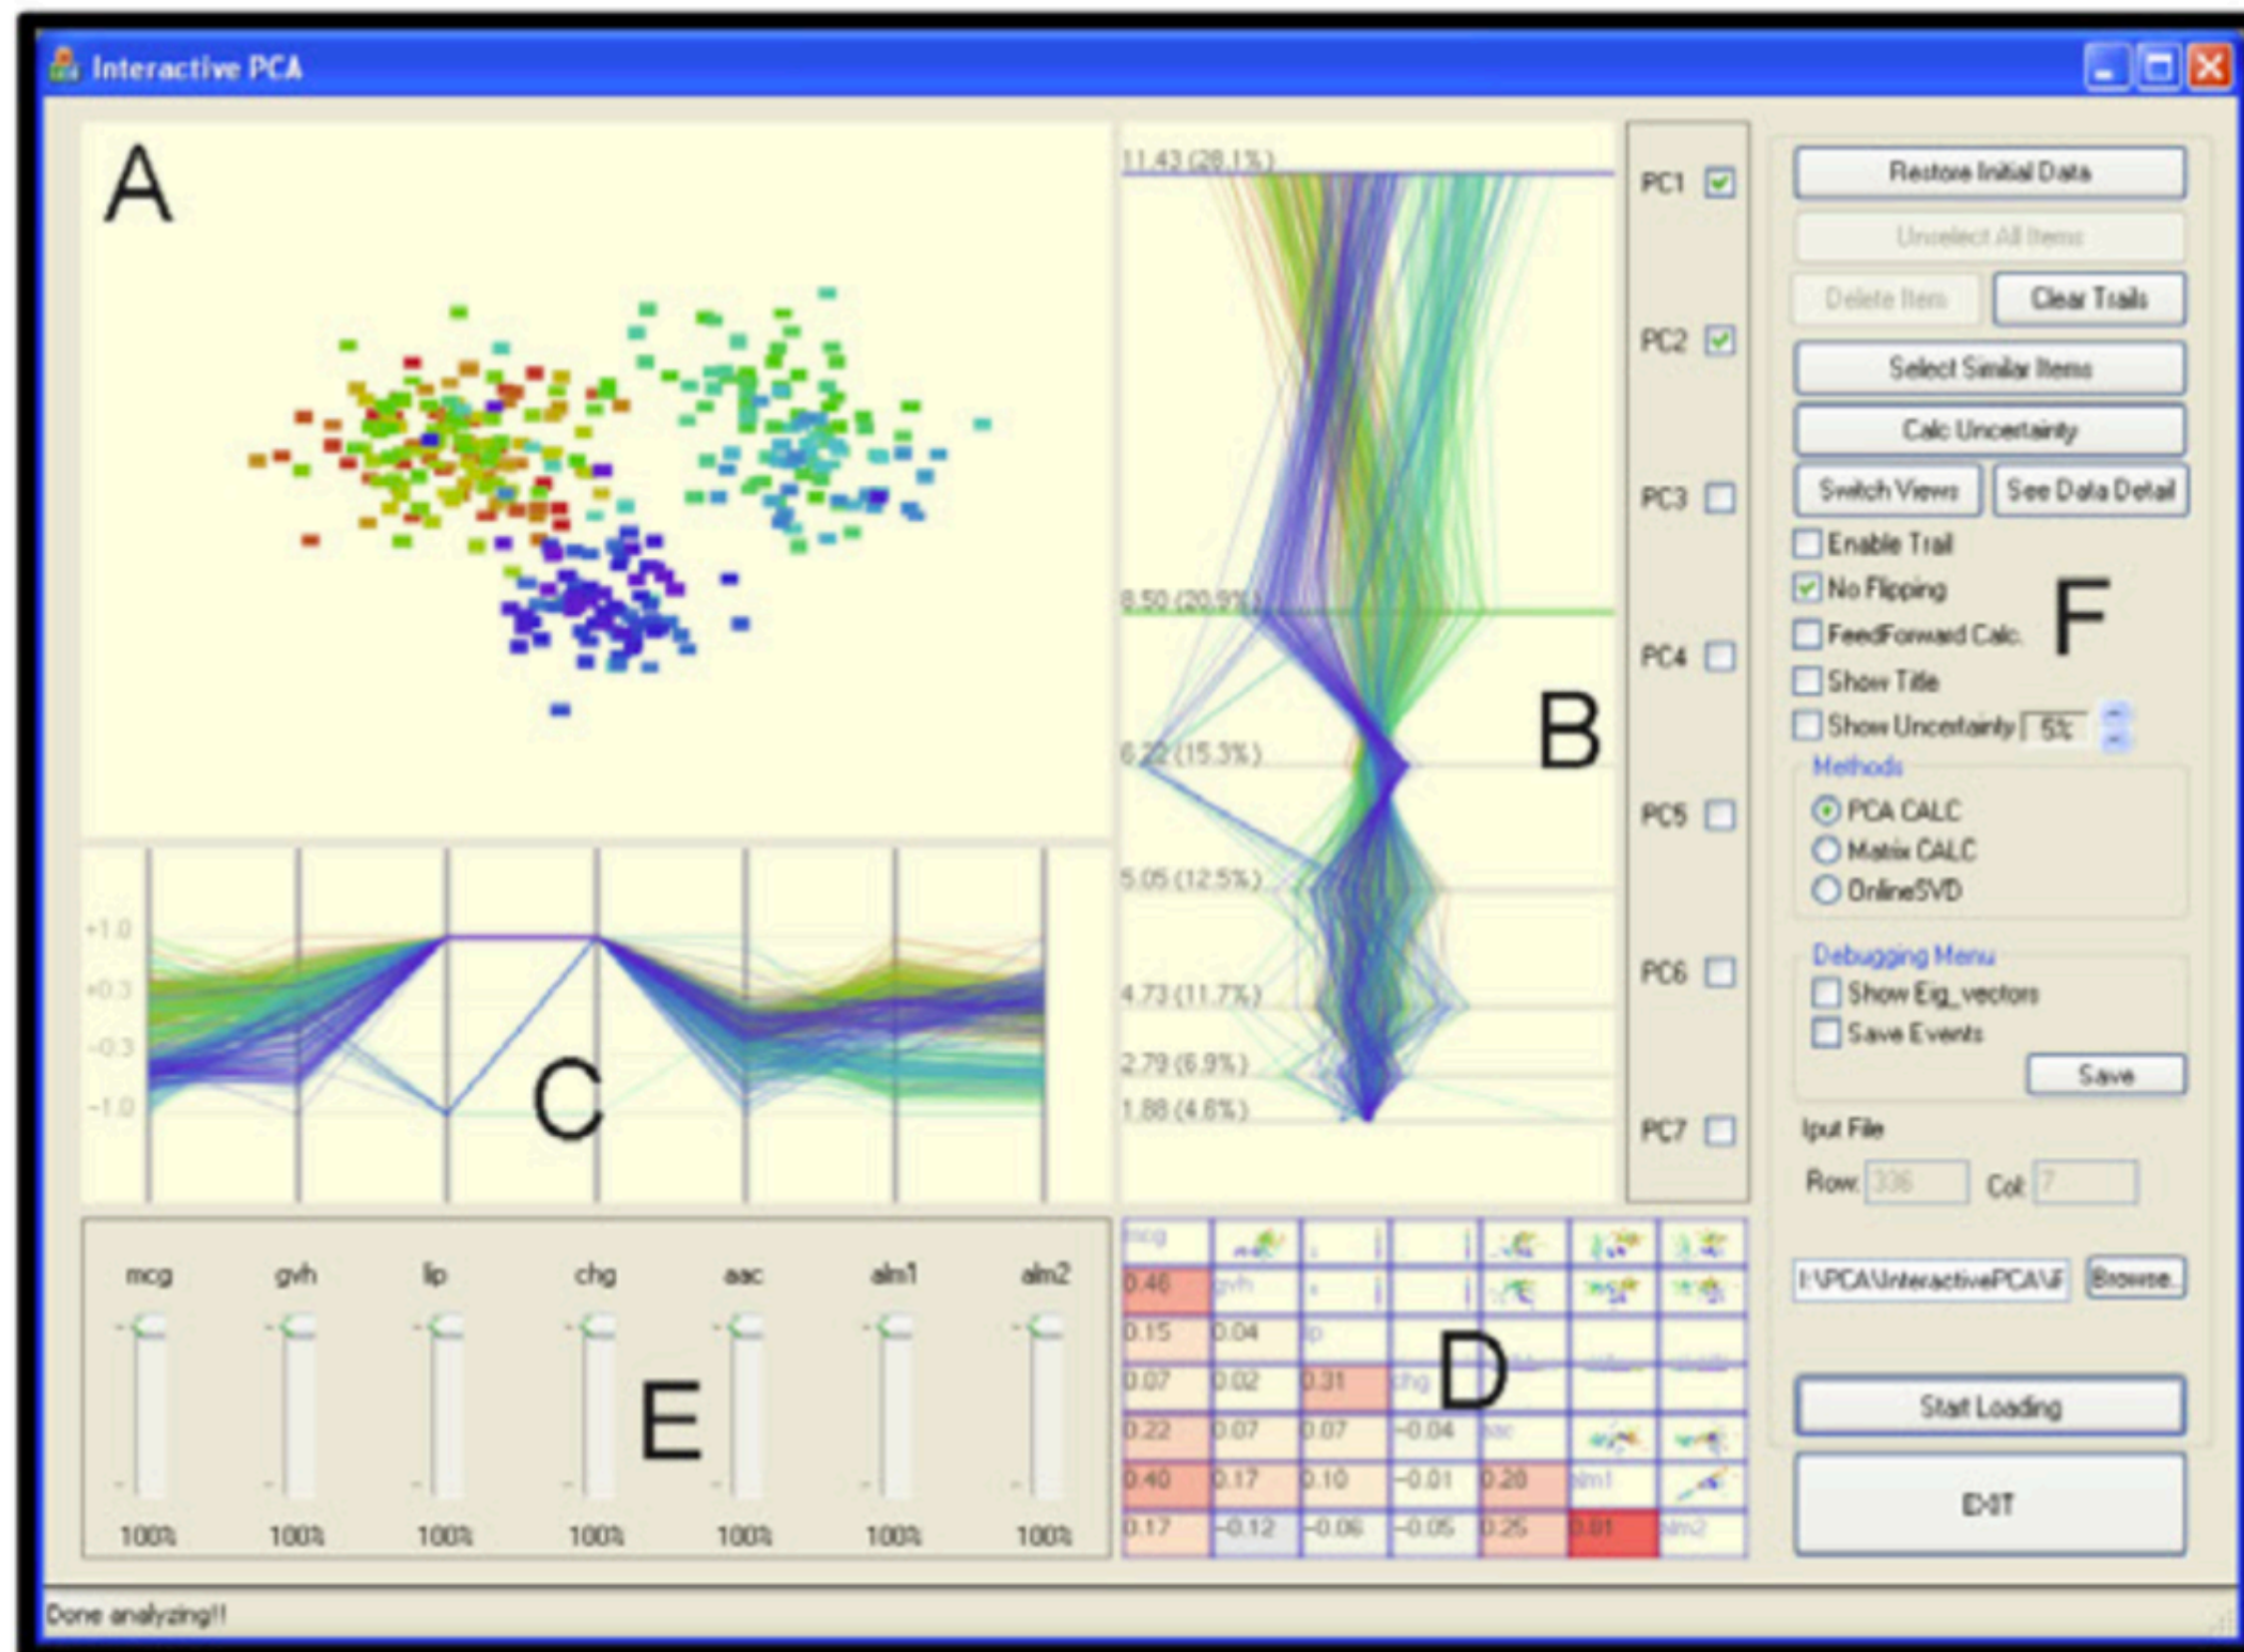 Interactive PCA
A
11.43 (28.1%)
8.50 (20.9%)
6.22 (15.3%)
5.05 (12.5%)
4.73 (11.7%)
2.79 (6.9%)
1.88 (4.6%)
B
PC1
PC2
PC3
PC4
PC5
PC6
PC7
+1.0
+0.3
-0.3
-1.0
C
mcg gvh lip chg aac alm1 alm2
E
100% 100% 100% 100% 100% 100% 100%
mcg
0.46 gvh
0.15 0.04 lip
0.07 0.02 0.31 chg
D
0.22 0.07 0.07 -0.04 aac
0.40 0.17 0.10 -0.01 0.28 alm1
0.17 -0.12 -0.06 -0.05 0.25 0.81 alm2
Restore Initial Data
Unselect All Items
Delete Item Clear Trails
Select Similar Items
Calc Uncertainty
Switch Views See Data Detail
Enable Trail
No Flipping
F
FeedForward Calc.
Show Title
Show Uncertainty 5%
Methods
PCA CALC
Matrix CALC
OnlineSVD
Debugging Menu
Show Eig_vectors
Save Events
Save
Iput File
Row: 336 Col: 7
I:\PCA\InteractivePCA\iF Browse..
Start Loading
EXIT
Done analyzing!!